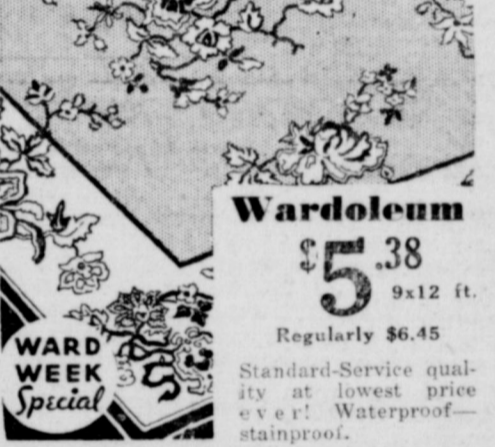 Wardoleum
$5.38
9x12 ft.
Regularly $6.45
Standard-Service qual-
ity at lowest price
ever! Waterproof—
stainproof.
WARD
WEEK
Special